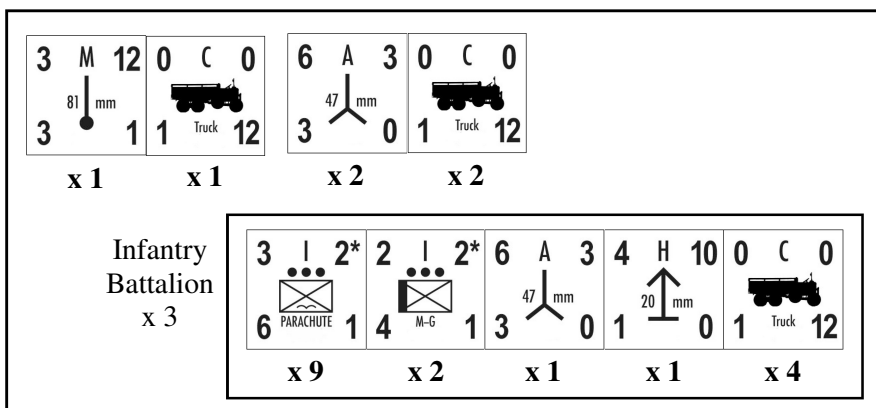 3 M 12 0 C 0 6 A 3 0 C 0
81 mm 47 mm
3 1 1 Truck 12 3 0 1 Truck 12
x 1 x 1 x 2 x 2
Infantry
Battalion
x 3
3 I 2* 2 I 2* 6 A 3 4 H 10 0 C 0
47 mm 20 mm
6 PARACHUTE 1 4 M-G 1 3 0 1 0 1 Truck 12
x 9 x 2 x 1 x 1 x 4